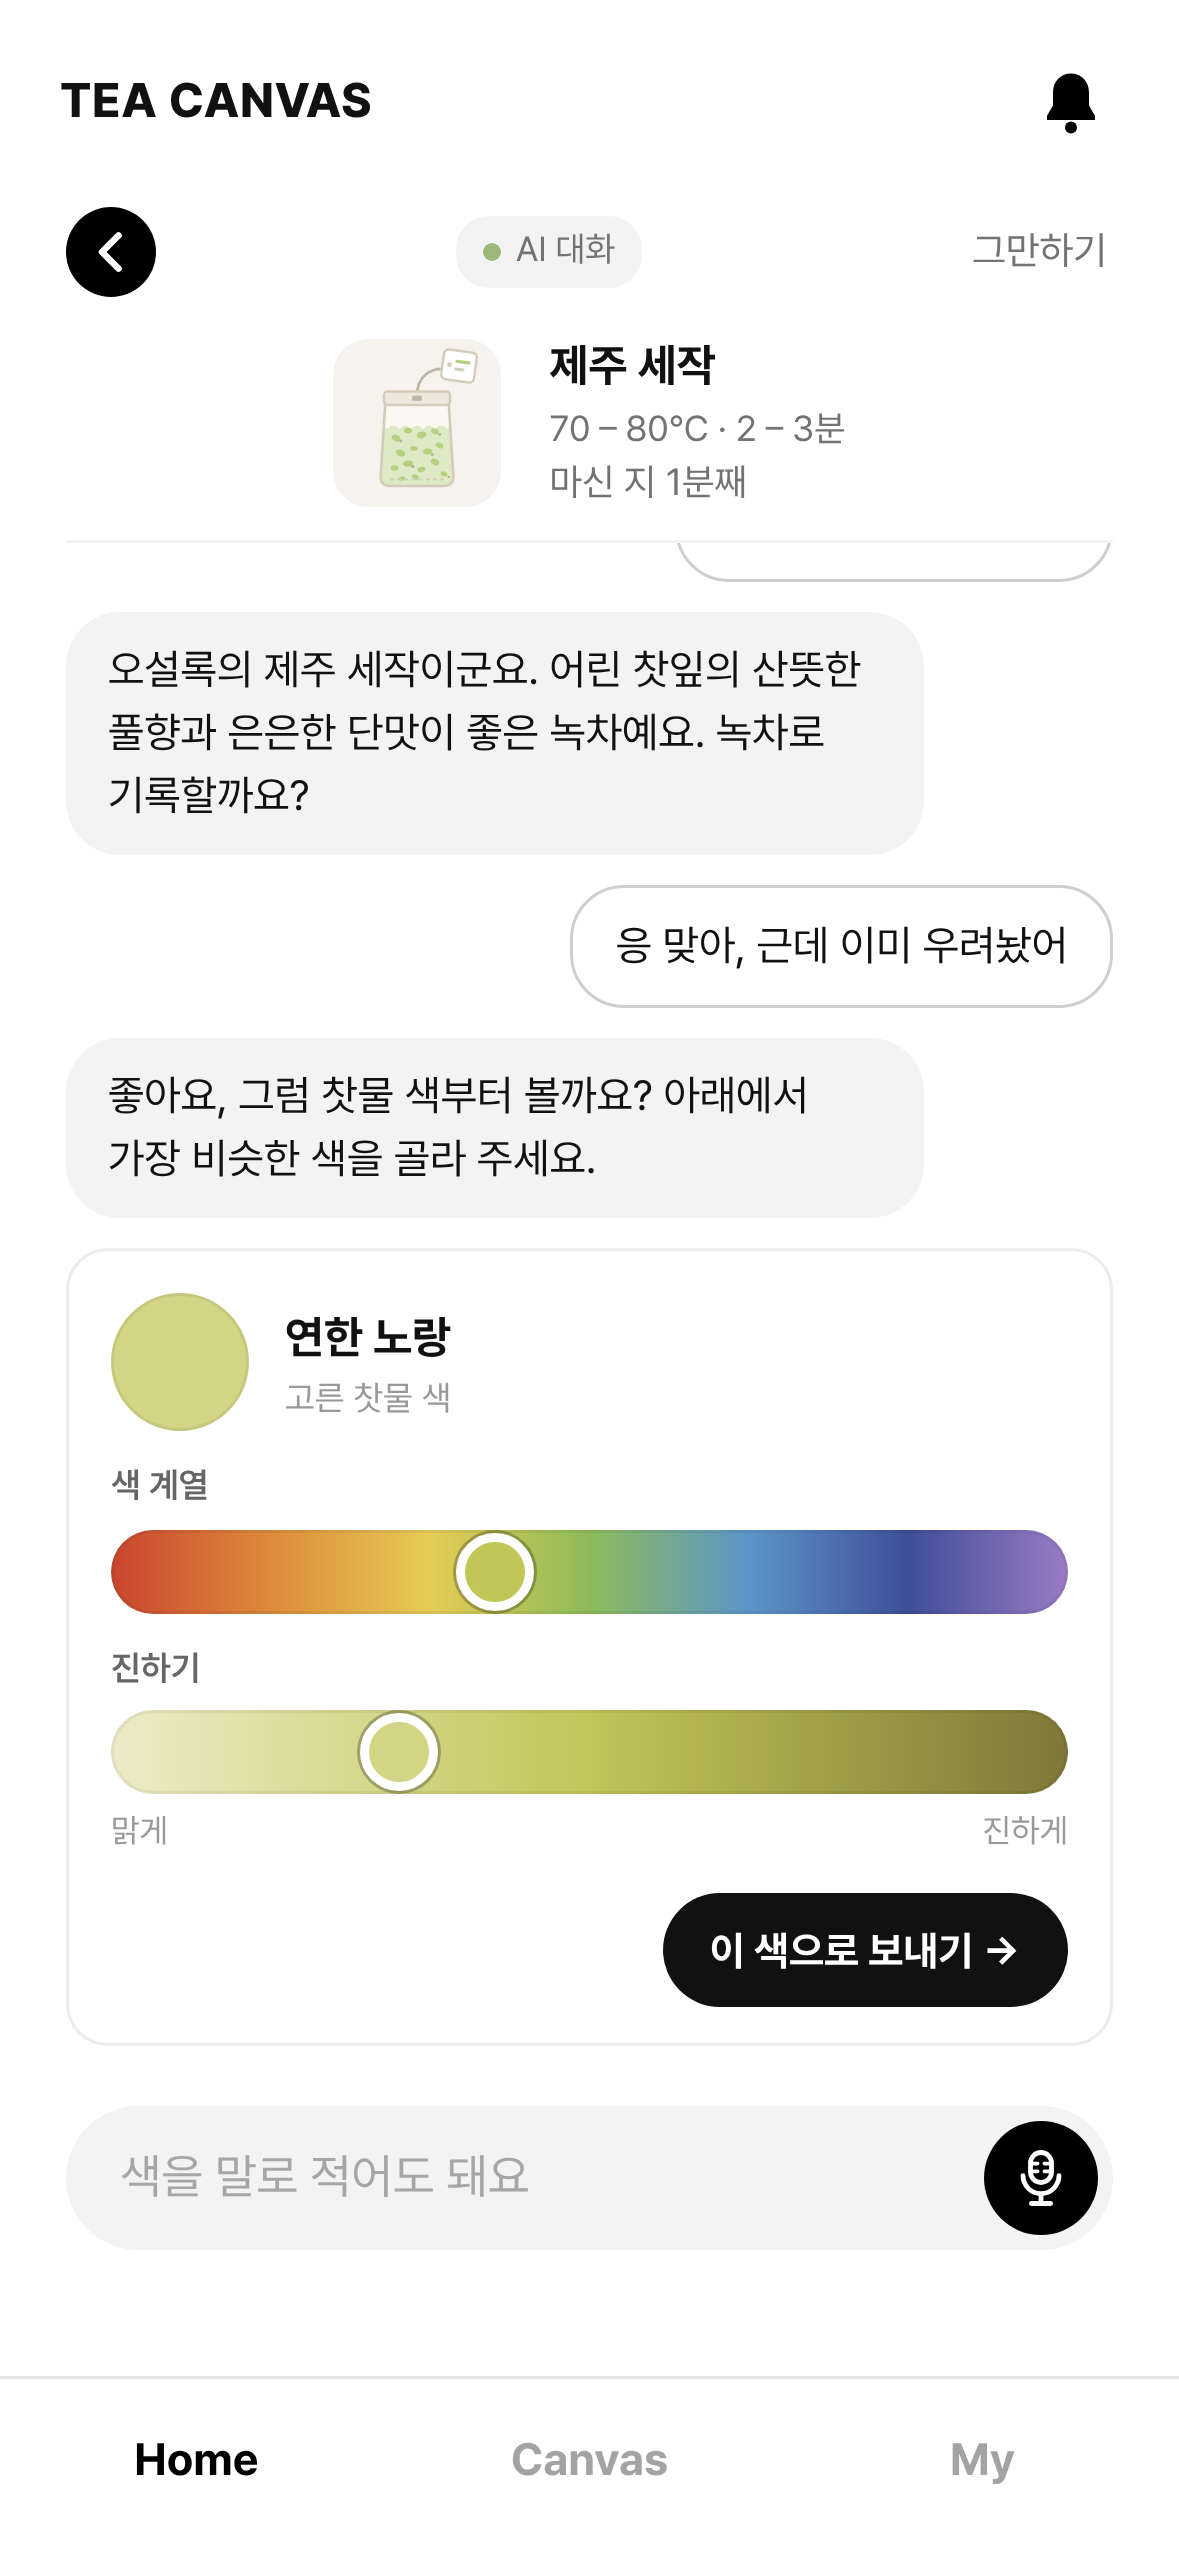 TEA CANVAS
AI 대화
그만하기
제주 세작
70 – 80°C · 2 – 3분
마신 지 1분째
오설록의 제주 세작이군요. 어린 찻잎의 산뜻한
풀향과 은은한 단맛이 좋은 녹차예요. 녹차로
기록할까요?
응 맞아, 근데 이미 우려놨어
좋아요, 그럼 찻물 색부터 볼까요? 아래에서
가장 비슷한 색을 골라 주세요.
연한 노랑
고른 찻물 색
색 계열
진하기
맑게
진하게
이 색으로 보내기 →
색을 말로 적어도 돼요
Home
Canvas
My